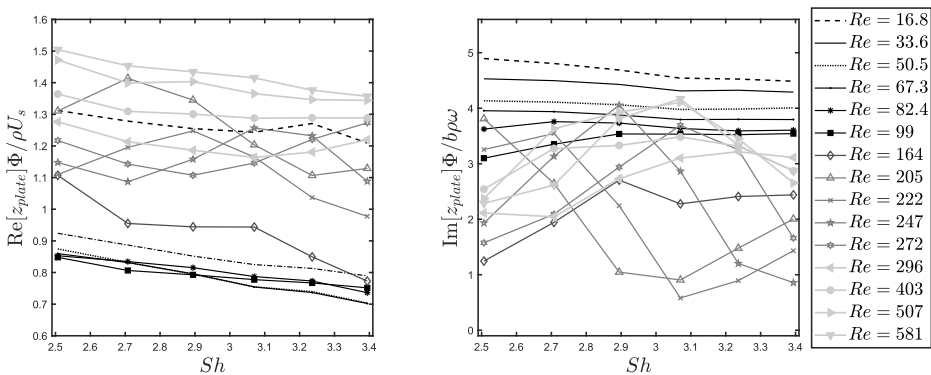 1.6
1.5
1.4
1.3
1.2
1.1
1
0.9
0.8
0.7
0.6
Re[z_plate]Φ/ρU_s
2.5 2.6 2.7 2.8 2.9 3 3.1 3.2 3.3 3.4
Sh
5
4
3
2
1
0
Im[z_plate]Φ/bρω
2.5 2.6 2.7 2.8 2.9 3 3.1 3.2 3.3 3.4
Sh
Re = 16.8
Re = 33.6
Re = 50.5
Re = 67.3
Re = 82.4
Re = 99
Re = 164
Re = 205
Re = 222
Re = 247
Re = 272
Re = 296
Re = 403
Re = 507
Re = 581